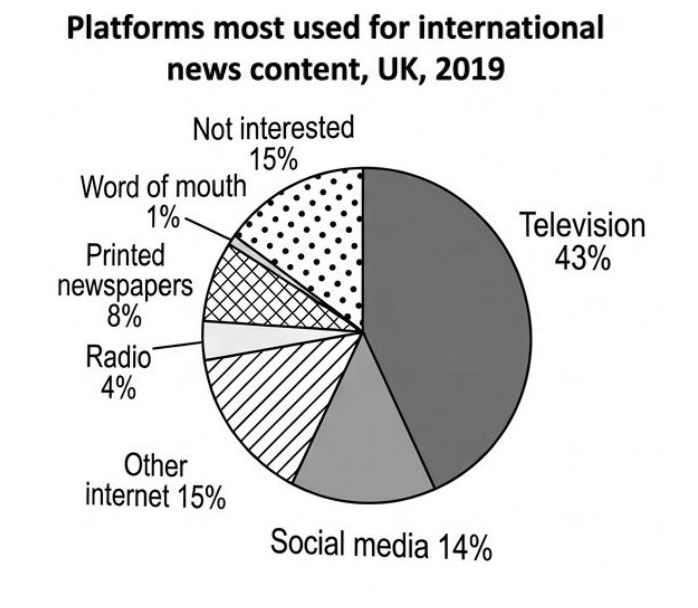 Platforms most used for international
news content, UK, 2019
Not interested
15%
Word of mouth
1%
Television
43%
Printed
newspapers
8%
Radio
4%
Other
internet 15%
Social media 14%